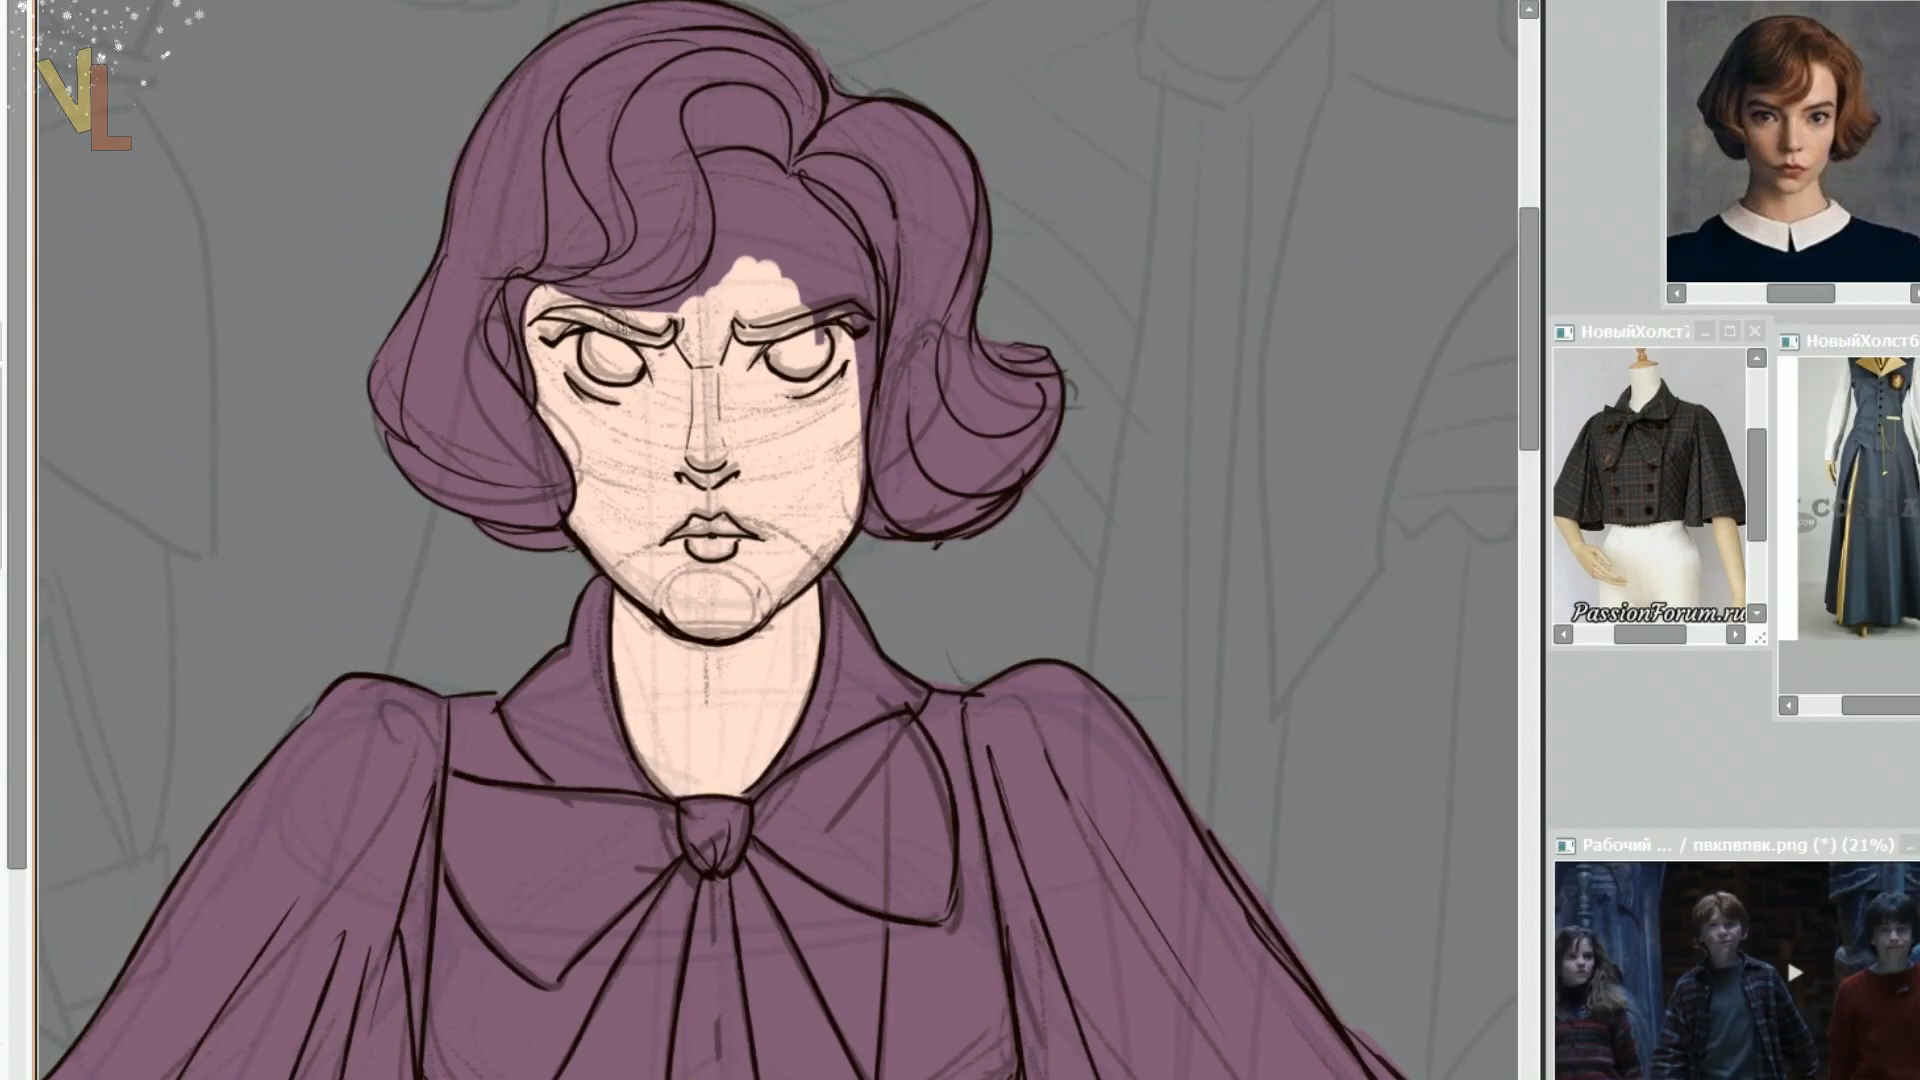 VL
НовыйХолст7
НовыйХолст6
PassionForum.ru
Рабочий ... / пвкпвпвк.png (*) (21%)